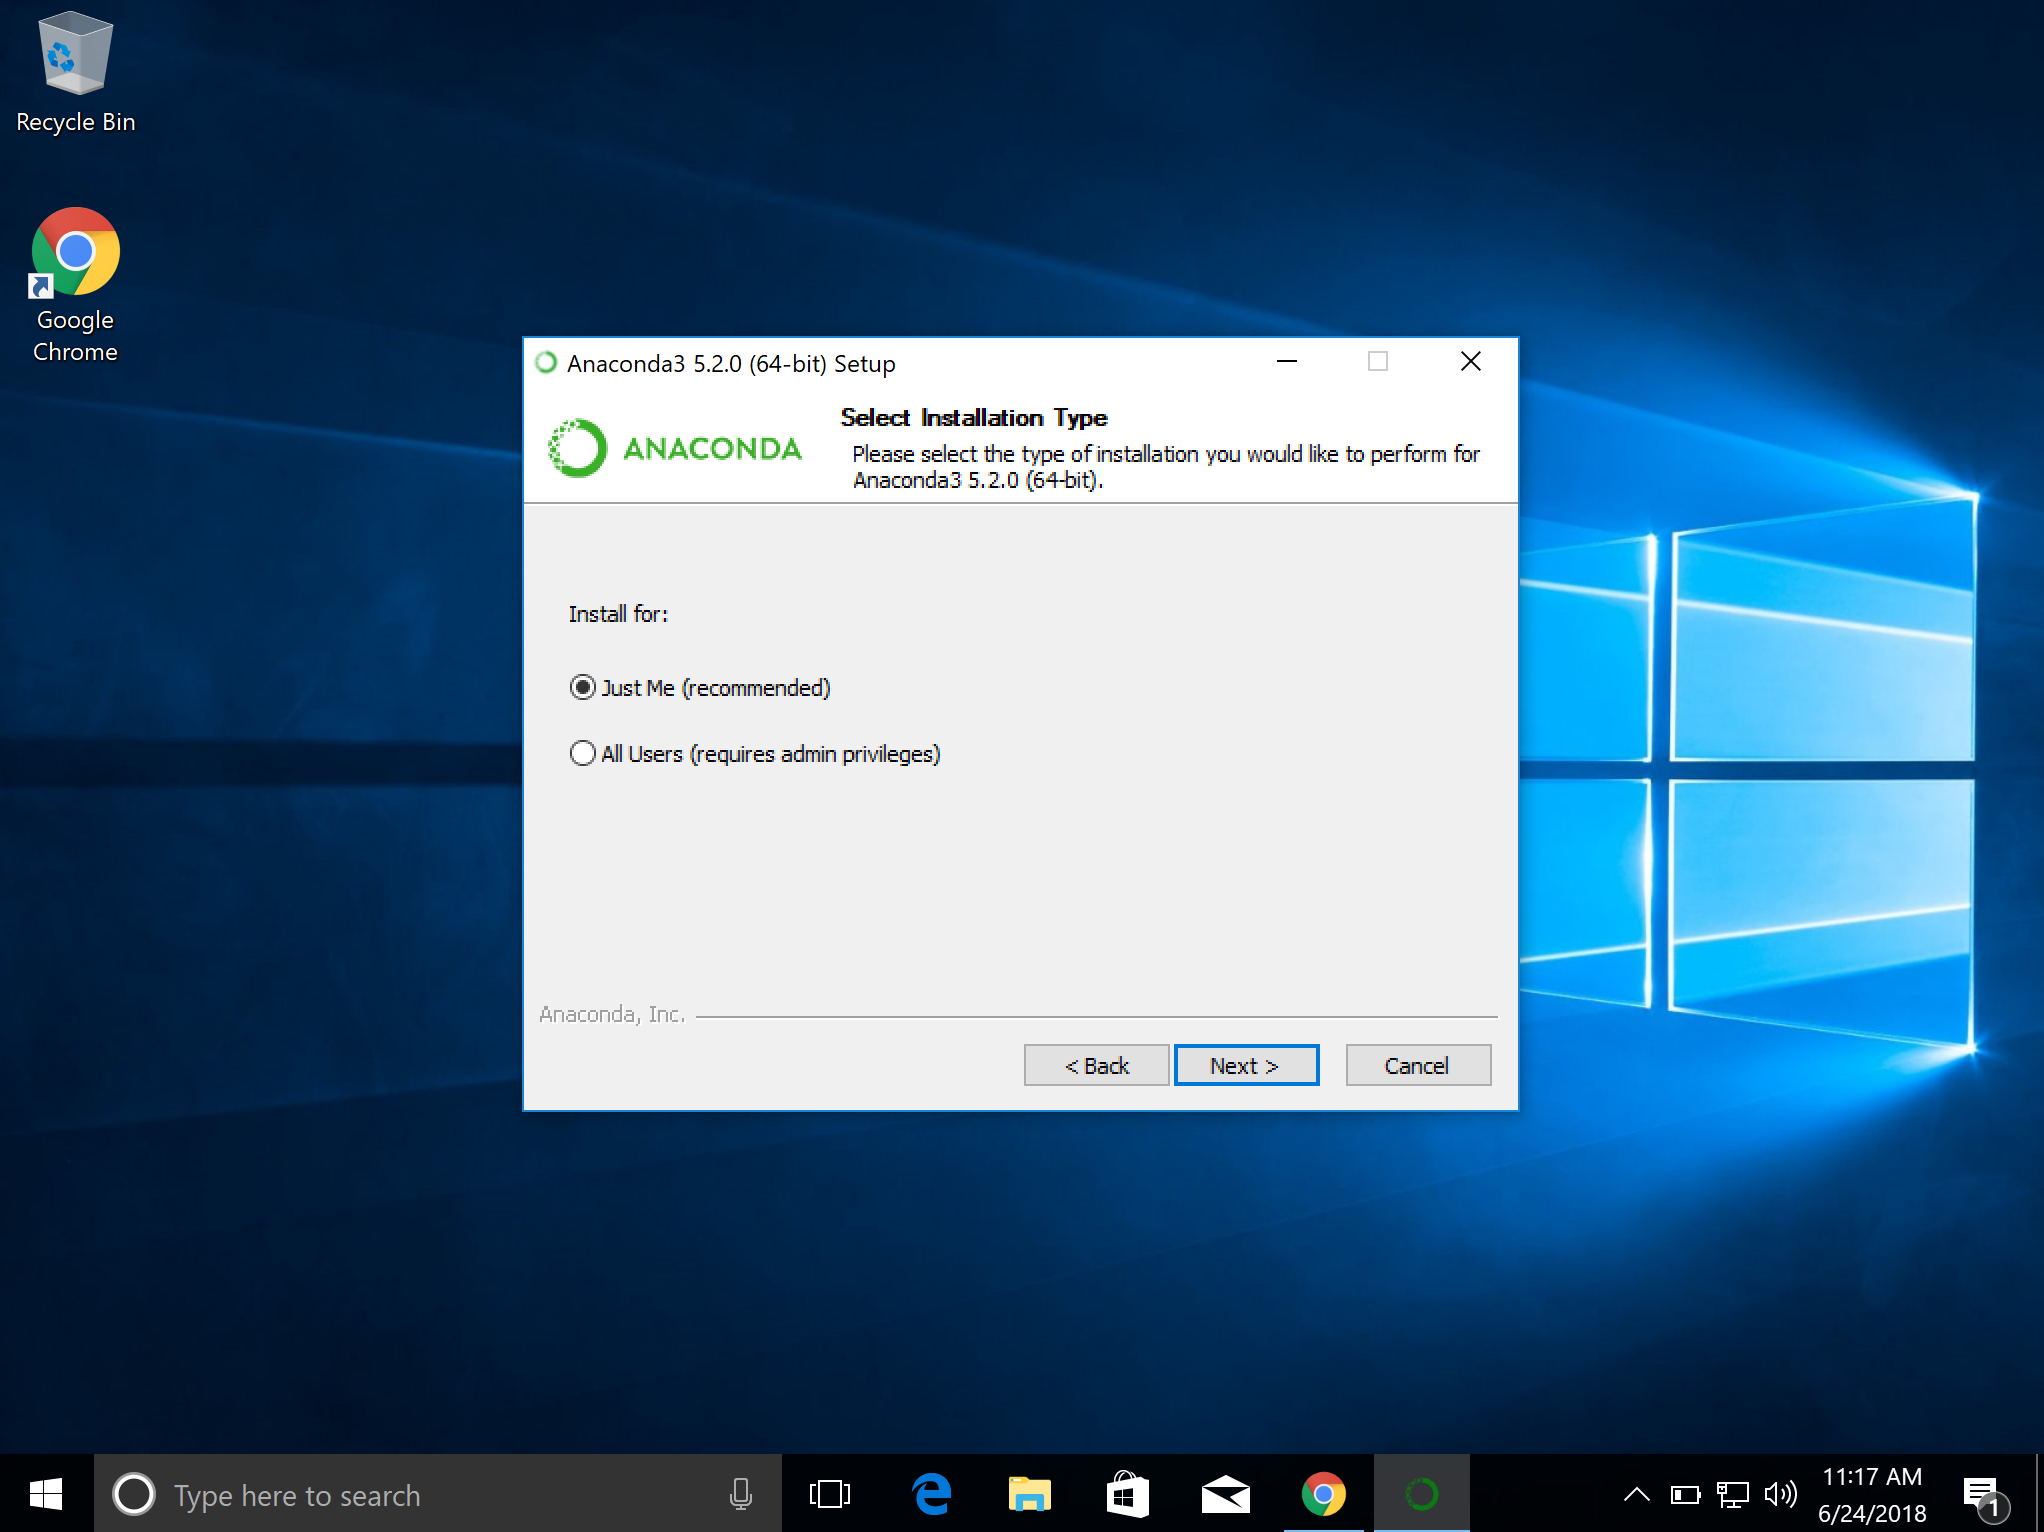 Recycle Bin
Google
Chrome
Anaconda3 5.2.0 (64-bit) Setup
ANACONDA
Select Installation Type
Please select the type of installation you would like to perform for
Anaconda3 5.2.0 (64-bit).
Install for:
Just Me (recommended)
All Users (requires admin privileges)
Anaconda, Inc.
< Back
Next >
Cancel
Type here to search
11:17 AM
6/24/2018
1